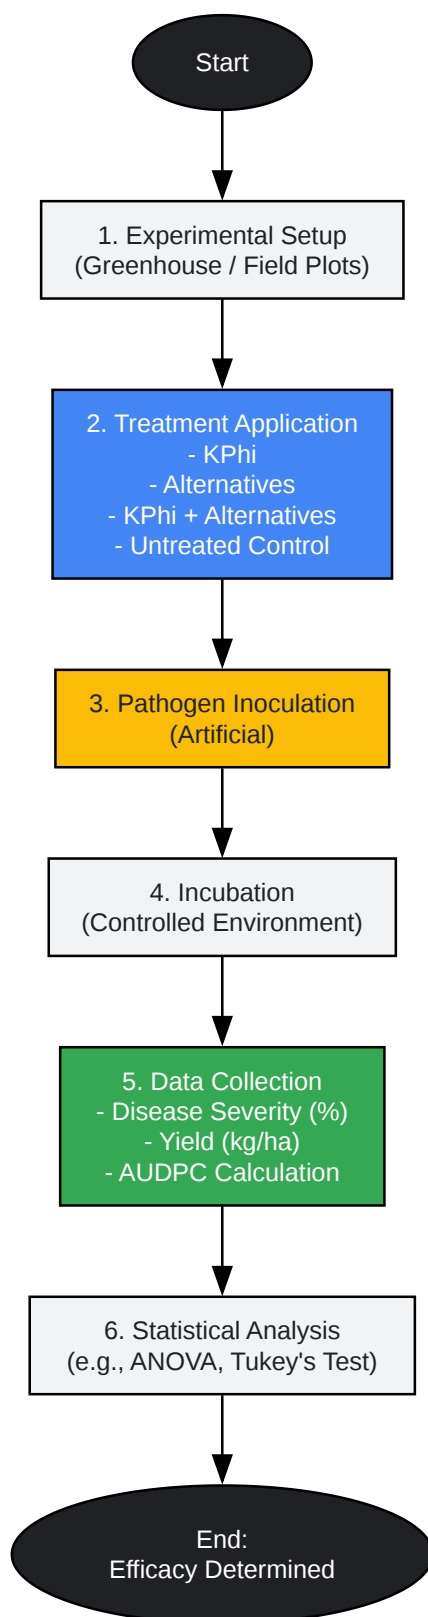 Start
1. Experimental Setup
(Greenhouse / Field Plots)
2. Treatment Application
- KPhi
- Alternatives
- KPhi + Alternatives
- Untreated Control
3. Pathogen Inoculation
(Artificial)
4. Incubation
(Controlled Environment)
5. Data Collection
- Disease Severity (%)
- Yield (kg/ha)
- AUDPC Calculation
6. Statistical Analysis
(e.g., ANOVA, Tukey's Test)
End:
Efficacy Determined